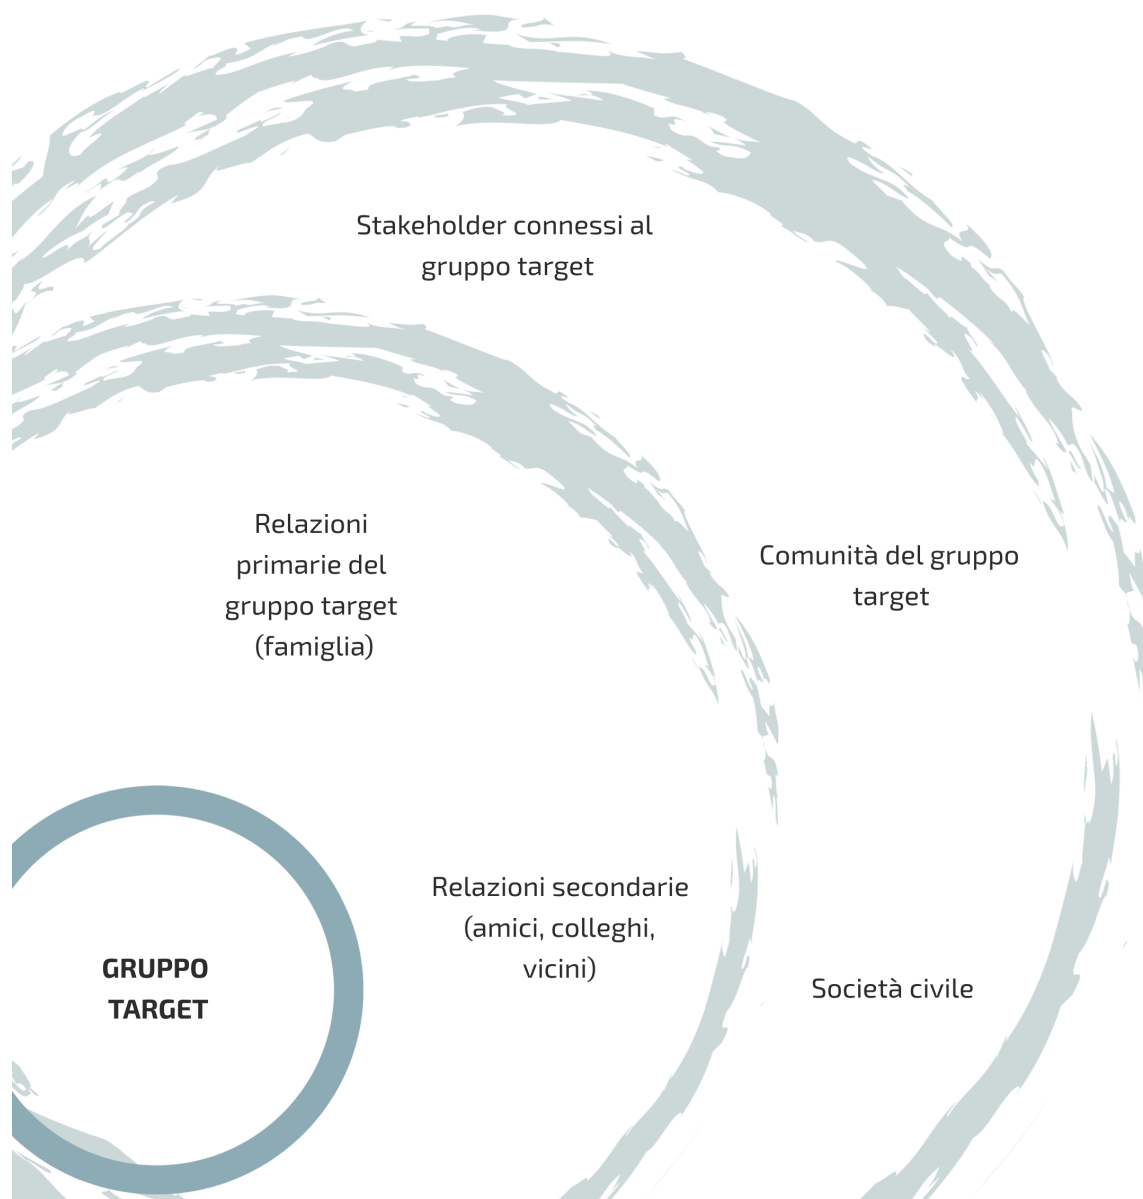 Stakeholder connessi al
gruppo target
Relazioni
primarie del
gruppo target
(famiglia)
Comunità del gruppo
target
Relazioni secondarie
(amici, colleghi,
vicini)
GRUPPO
TARGET
Società civile